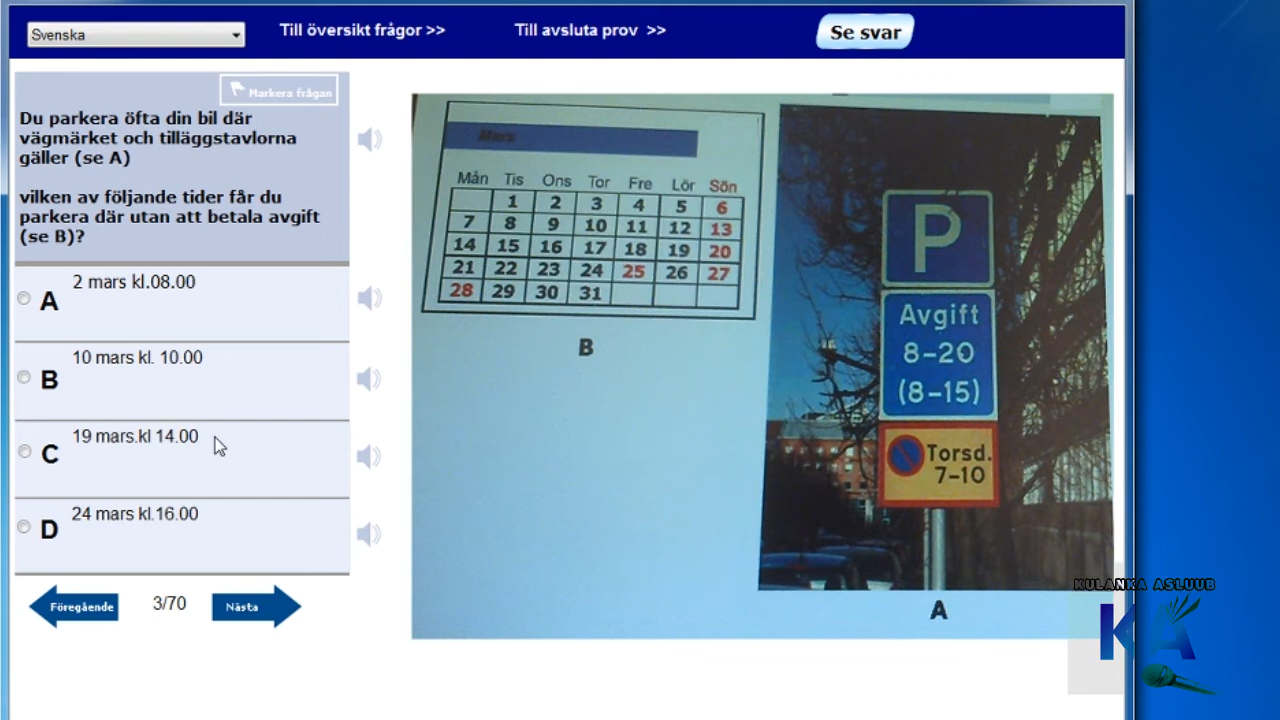 Svenska
Till översikt frågor >>
Till avsluta prov >>
Se svar
Markera frågan
Du parkera öfta din bil där
vägmärket och tilläggstavlorna
gäller (se A)
vilken av följande tider får du
parkera där utan att betala avgift
(se B)?
A
2 mars kl.08.00
B
10 mars kl. 10.00
C
19 mars.kl 14.00
D
24 mars kl.16.00
Föregående
3/70
Nästa
Mars
Mån Tis Ons Tor Fre Lör Sön
1 2 3 4 5 6
7 8 9 10 11 12 13
14 15 16 17 18 19 20
21 22 23 24 25 26 27
28 29 30 31
B
P
Avgift
8-20
(8-15)
Torsd.
7-10
A
KULANKA ASLUUB
KA